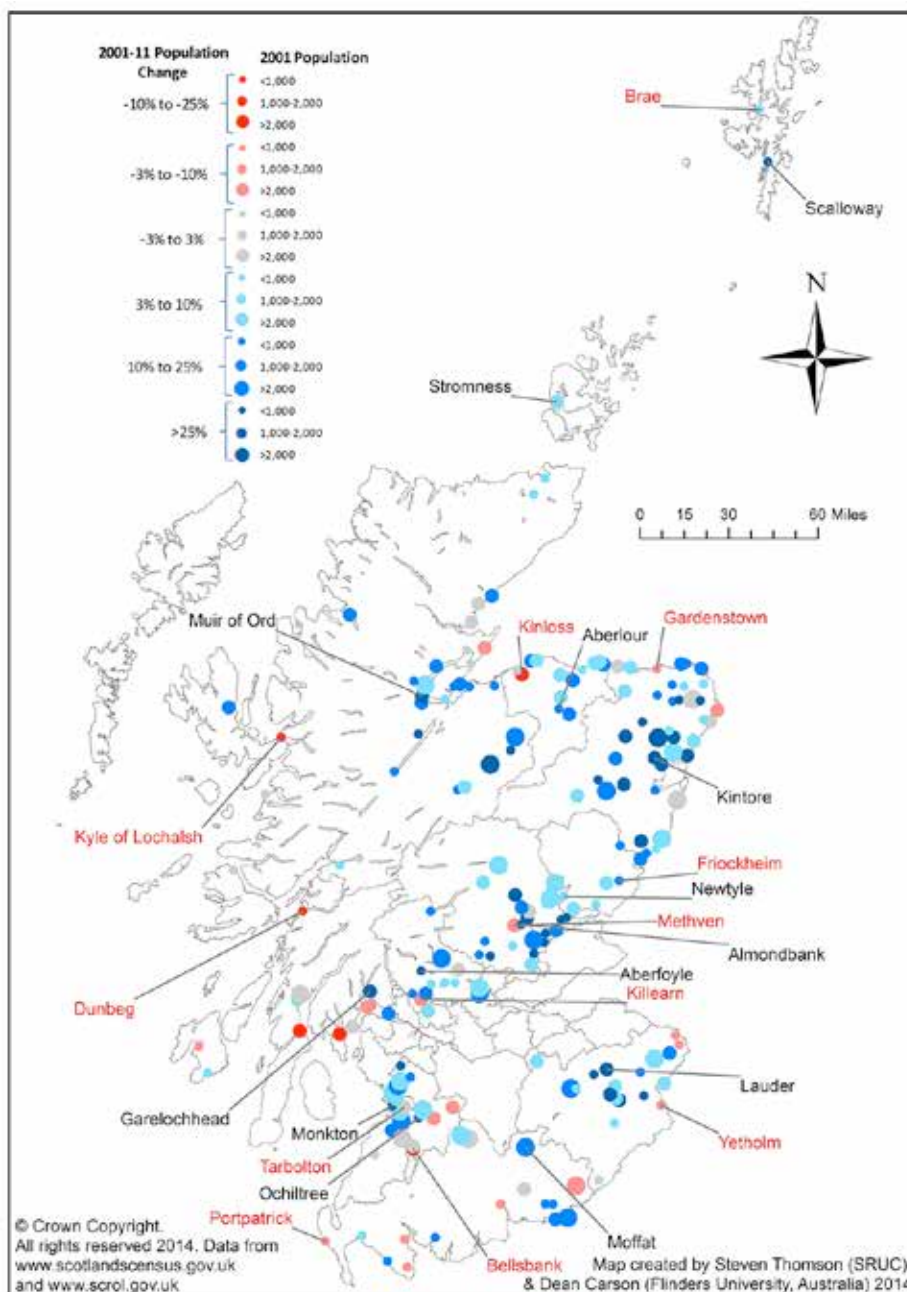 2001-11 Population Change
2001 Population
-10% to -25%
<1,000
1,000-2,000
>2,000
-3% to -10%
<1,000
1,000-2,000
>2,000
-3% to 3%
<1,000
1,000-2,000
>2,000
3% to 10%
<1,000
1,000-2,000
>2,000
10% to 25%
<1,000
1,000-2,000
>2,000
>25%
<1,000
1,000-2,000
>2,000
Brae
Scalloway
N
Stromness
0 15 30 60 Miles
Muir of Ord
Kinloss
Aberlour
Gardenstown
Kintore
Kyle of Lochalsh
Friockheim
Newtyle
Methven
Almondbank
Aberfoyle
Killearn
Dunbeg
Garelochhead
Lauder
Monkton
Yetholm
Tarbolton
Ochiltree
Portpatrick
Moffat
Bellsbank
© Crown Copyright.
All rights reserved 2014. Data from
www.scotlandscensus.gov.uk
and www.scrol.gov.uk
Map created by Steven Thomson (SRUC)
& Dean Carson (Flinders University, Australia) 2014